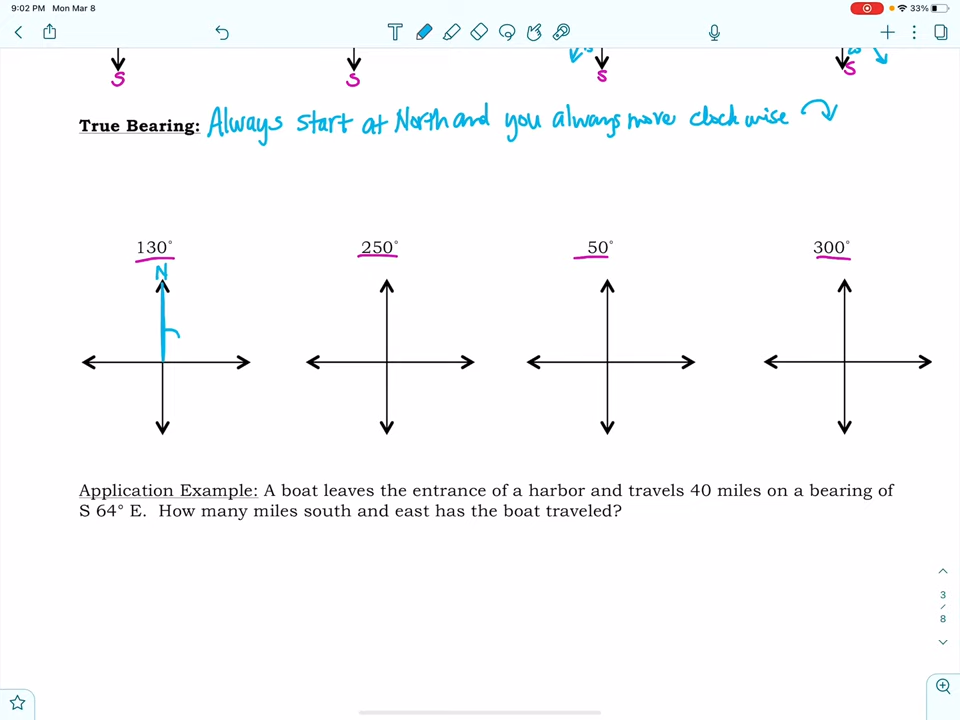 9:02 PM Mon Mar 8
33%
S S S S
True Bearing: Always start at North and you always move clockwise
130° 250° 50° 300°
N
Application Example: A boat leaves the entrance of a harbor and travels 40 miles on a bearing of
S 64° E. How many miles south and east has the boat traveled?
3
/
8